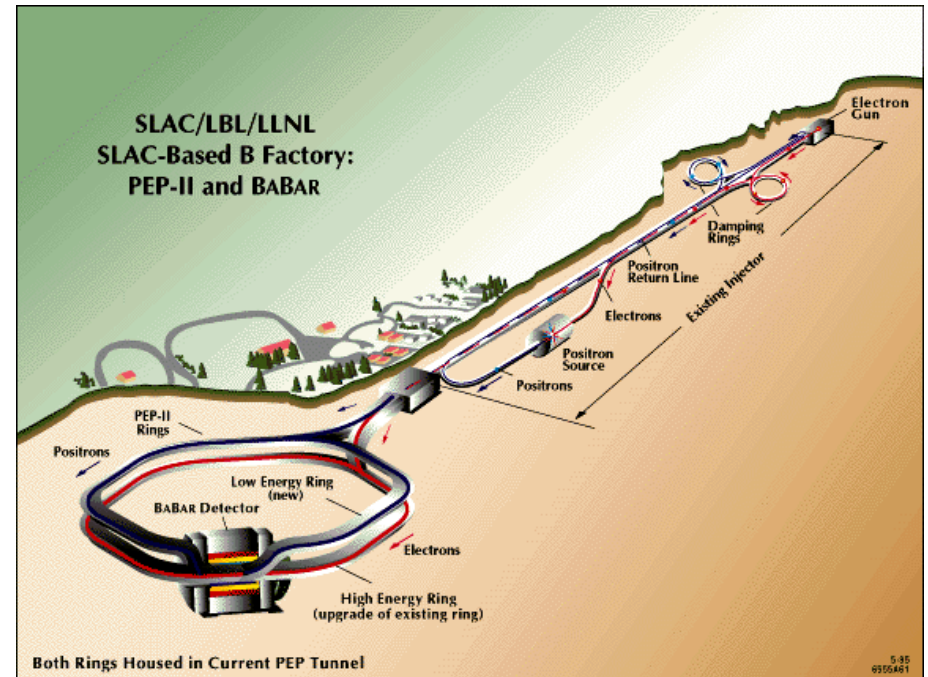 SLAC/LBL/LLNL
SLAC-Based B Factory:
PEP-II and BABAR
Electron
Gun
Damping
Rings
Positron
Return Line
Existing Injector
Electrons
Positron
Source
Positrons
PEP-II
Rings
Positrons
Low Energy Ring
(new)
BABAR Detector
Electrons
High Energy Ring
(upgrade of existing ring)
Both Rings Housed in Current PEP Tunnel
5-95
6955A61